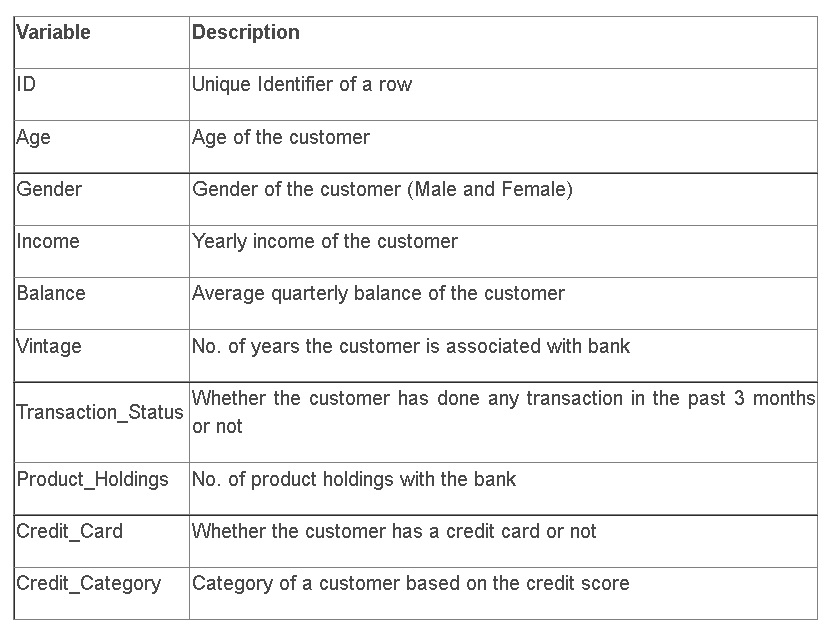 Variable Description
ID Unique Identifier of a row
Age Age of the customer
Gender Gender of the customer (Male and Female)
Income Yearly income of the customer
Balance Average quarterly balance of the customer
Vintage No. of years the customer is associated with bank
Transaction_Status Whether the customer has done any transaction in the past 3 months
or not
Product_Holdings No. of product holdings with the bank
Credit_Card Whether the customer has a credit card or not
Credit_Category Category of a customer based on the credit score